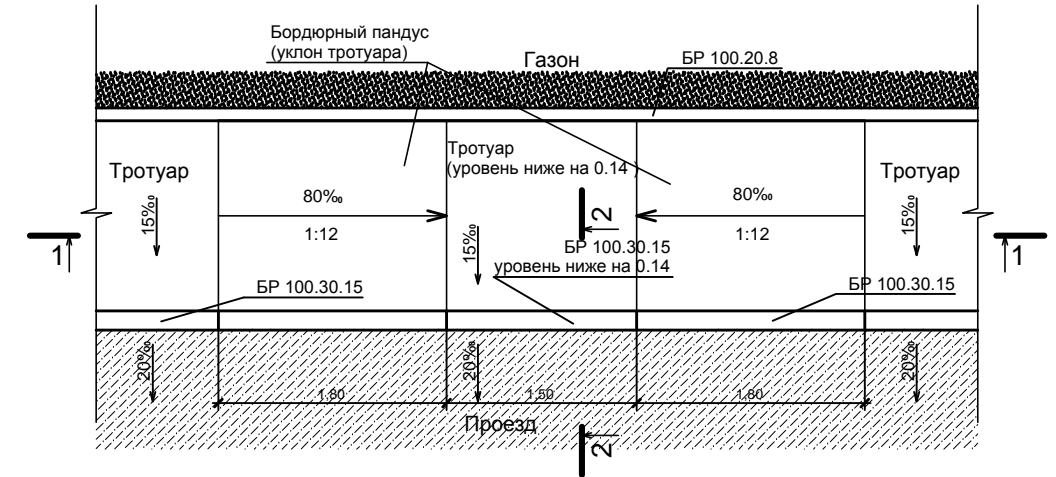 Бордюрный пандус
(уклон тротуара)
Газон
БР 100.20.8
Тротуар
Тротуар
(уровень ниже на 0.14 )
Тротуар
80‰
80‰
1:12
1:12
15‰
15‰
15‰
2
БР 100.30.15
уровень ниже на 0.14
1
1
БР 100.30.15
БР 100.30.15
20‰
20‰
20‰
1,80
1,50
1,80
Проезд
2